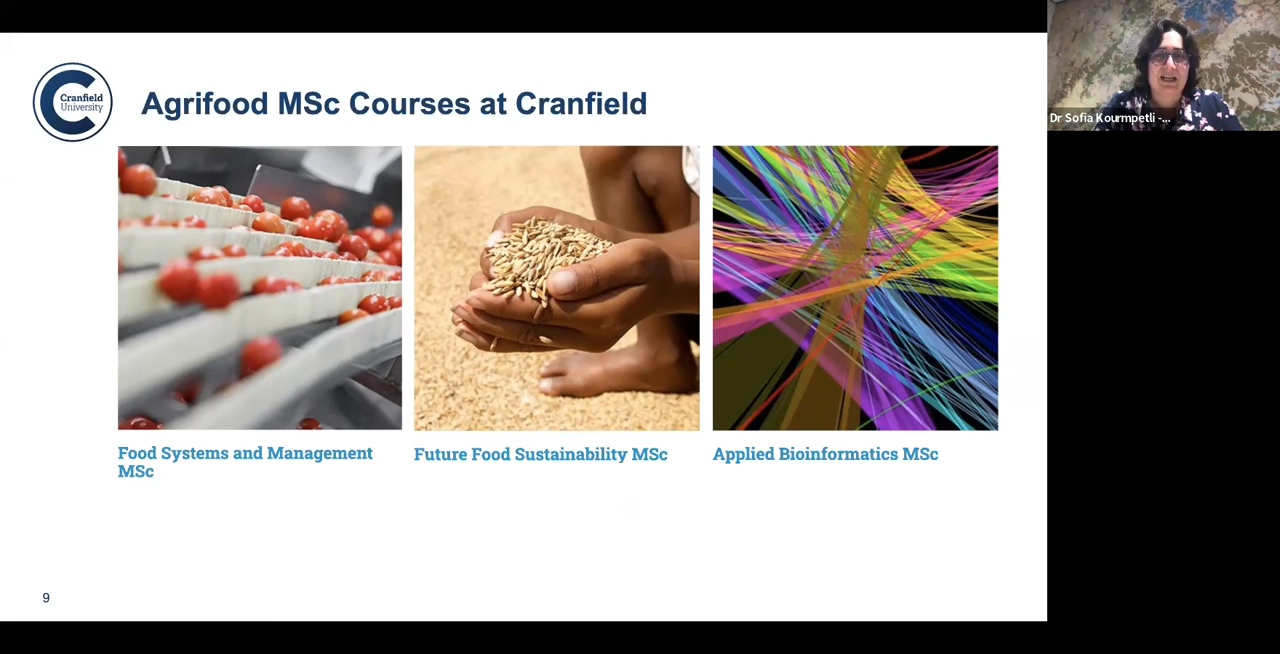 Cranfield
University
Agrifood MSc Courses at Cranfield
Dr Sofia Kourmpetli -...
Food Systems and Management
MSc
Future Food Sustainability MSc
Applied Bioinformatics MSc
9